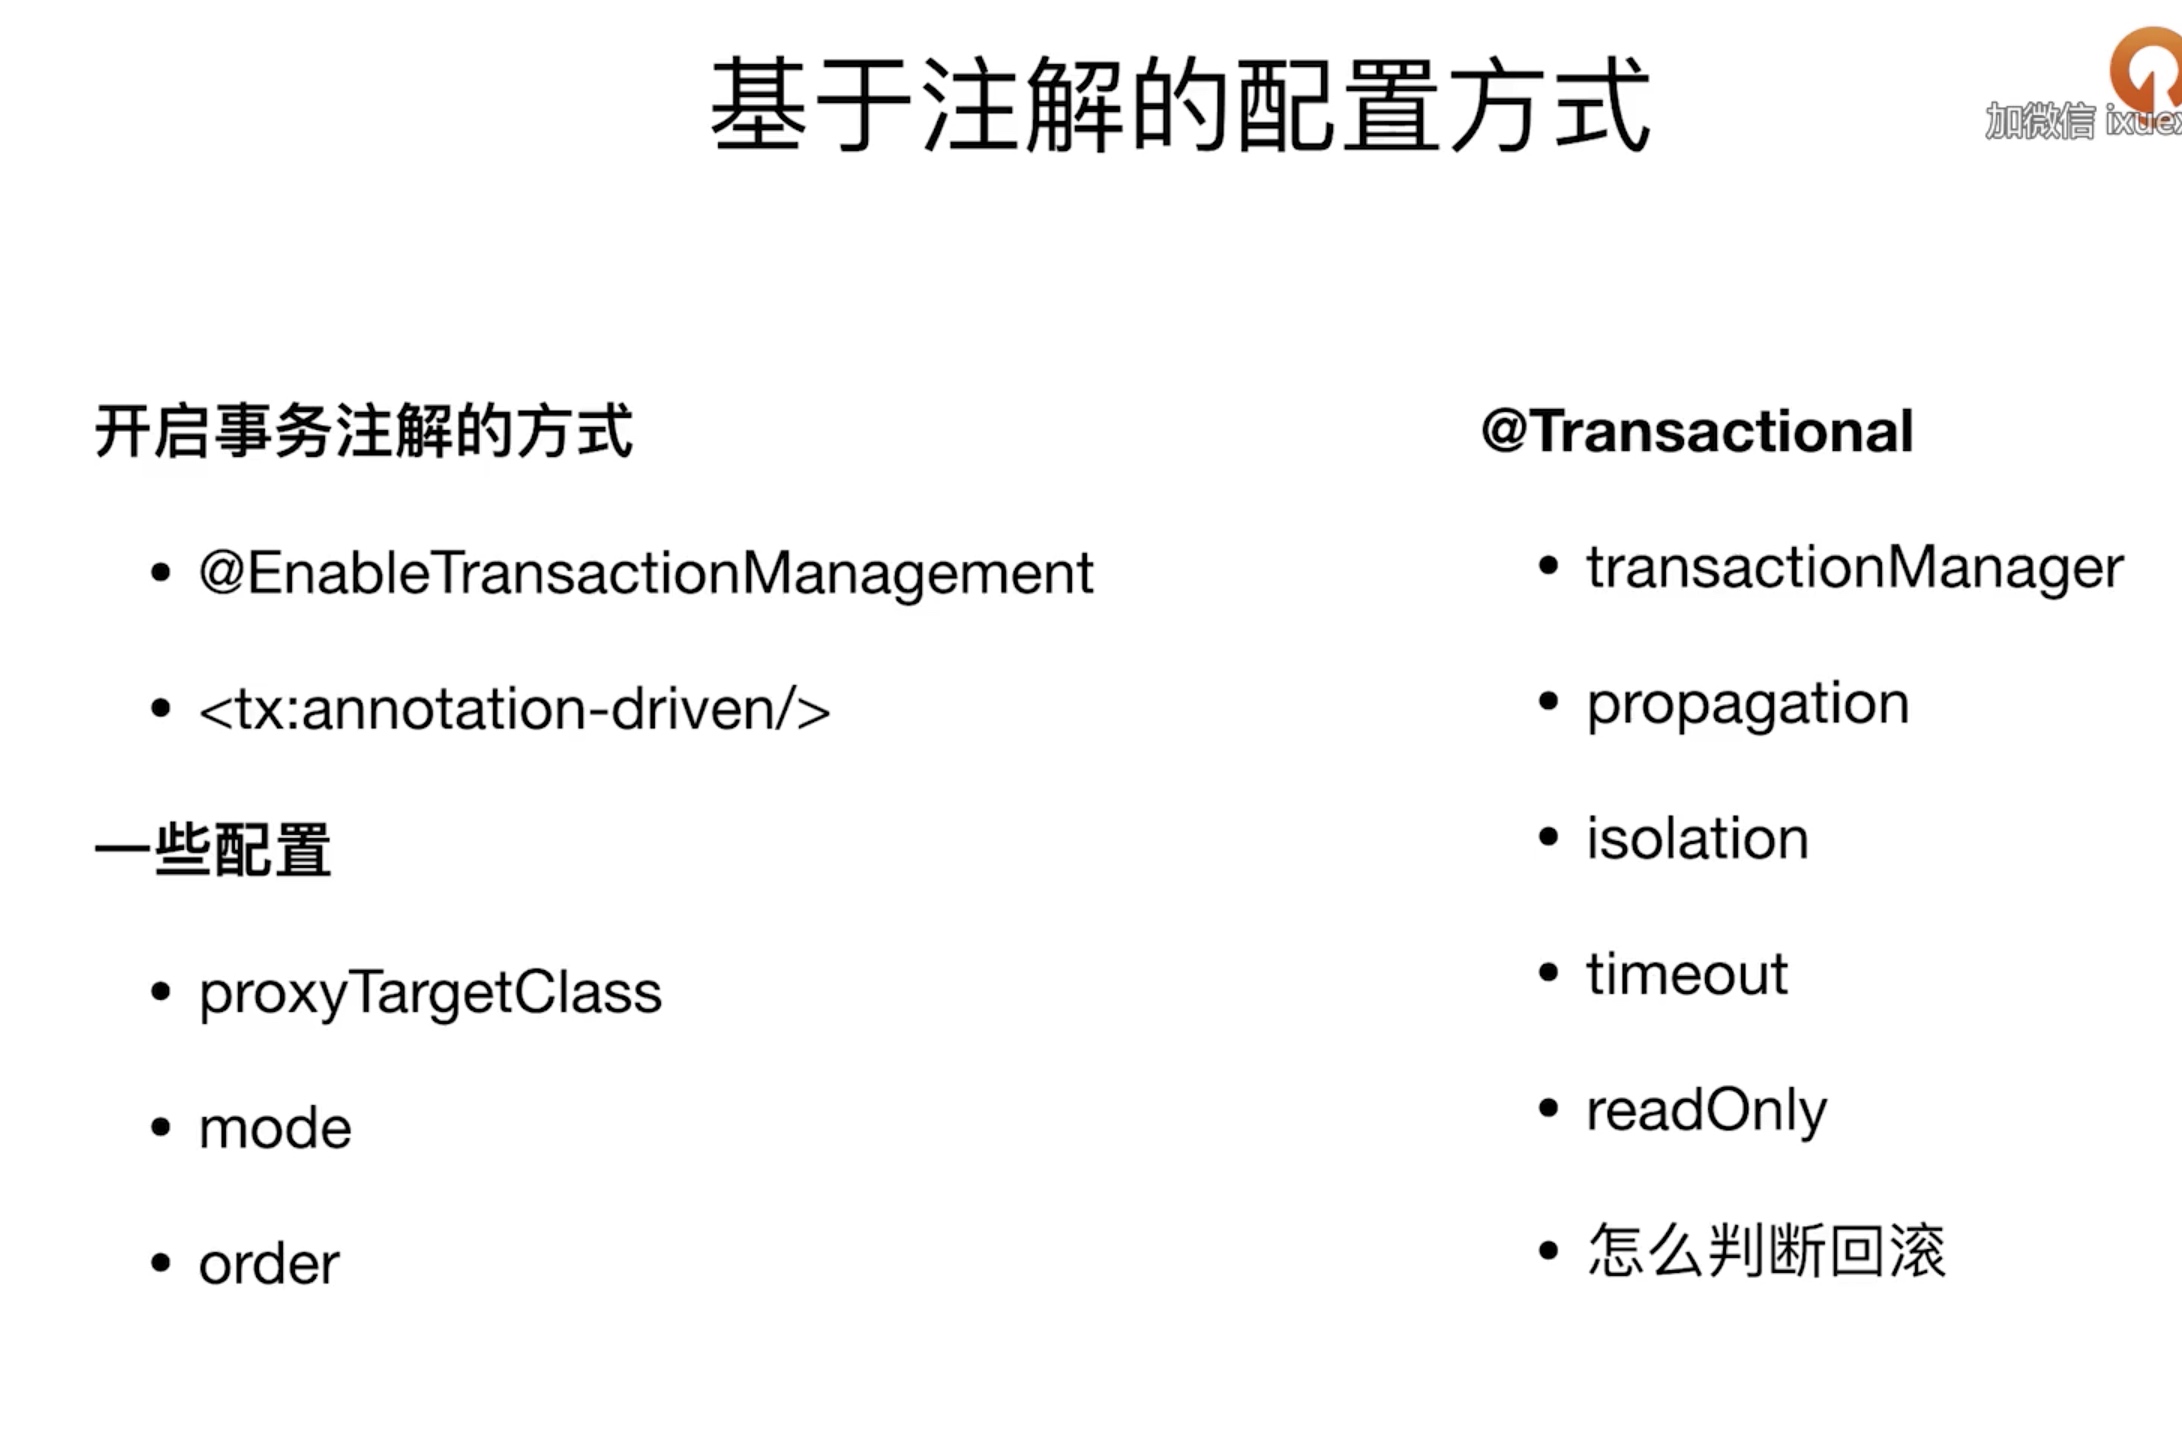 基于注解的配置方式
加微信
开启事务注解的方式
@EnableTransactionManagement
<tx:annotation-driven/>
一些配置
proxyTargetClass
mode
order
@Transactional
transactionManager
propagation
isolation
timeout
readOnly
怎么判断回滚